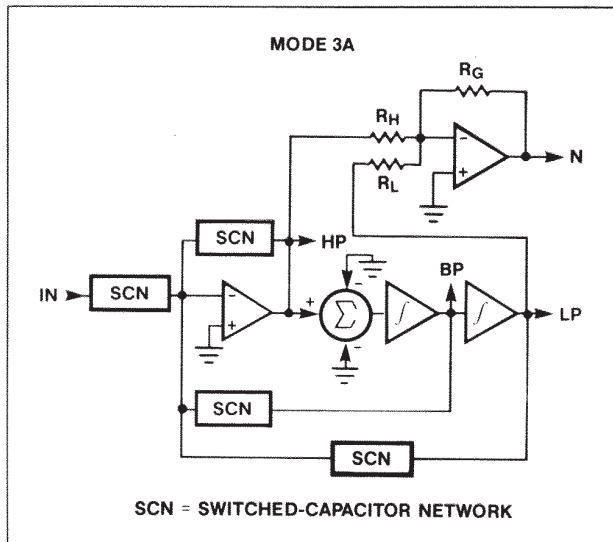 MODE 3A
RG
RH
−
N
RL
+
SCN
HP
−
BP
IN
SCN
−
+
Σ
∫
∫
LP
+
−
SCN
SCN
SCN = SWITCHED-CAPACITOR NETWORK